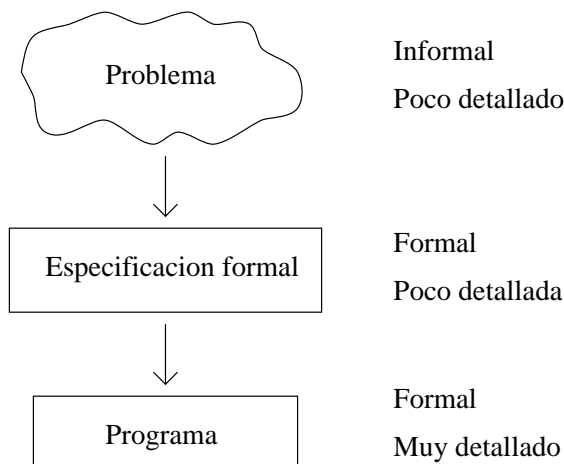 Problema
Informal
Poco detallado
Especificacion formal
Formal
Poco detallada
Programa
Formal
Muy detallado